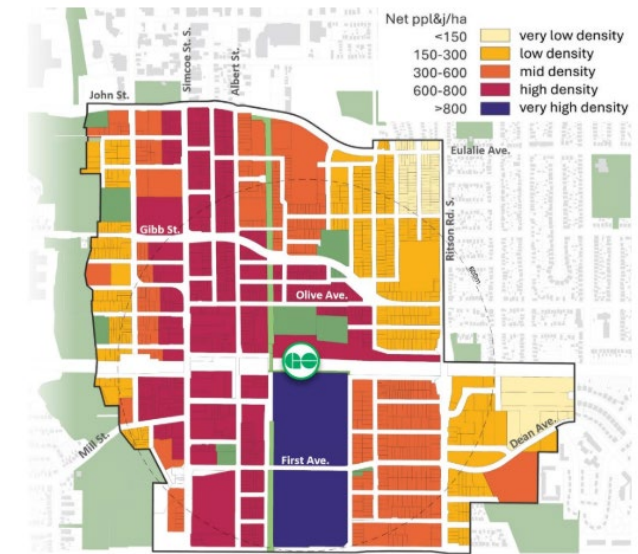 Net ppl&j/ha
<150 very low density
150-300 low density
300-600 mid density
600-800 high density
>800 very high density
Simcoe St. S.
Albert St.
John St.
Eulalie Ave.
Ritson Rd. S.
Gibb St.
500m
Olive Ave.
GO
Mill St.
Dean Ave.
First Ave.